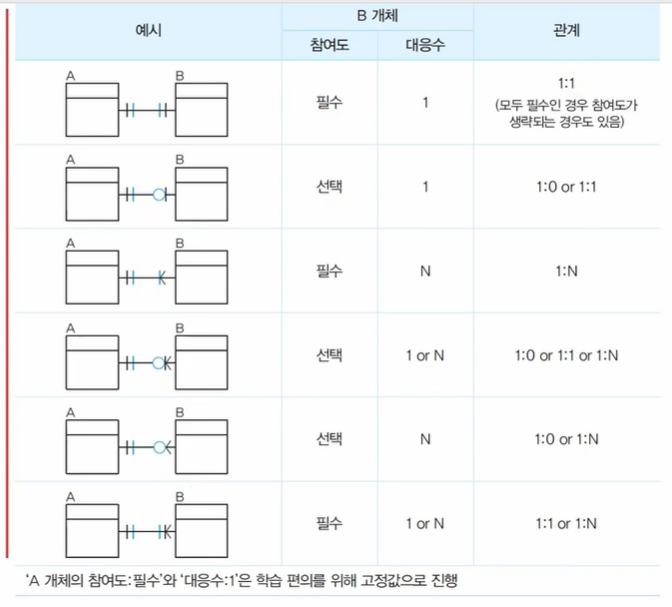 예시
B 개체
관계
참여도
대응수
A
B
필수
1
1:1
(모두 필수인 경우 참여도가
생략되는 경우도 있음)
A
B
선택
1
1:0 or 1:1
A
B
필수
N
1:N
A
B
선택
1 or N
1:0 or 1:1 or 1:N
A
B
선택
N
1:0 or 1:N
A
B
필수
1 or N
1:1 or 1:N
‘A 개체의 참여도:필수’와 ‘대응수:1’은 학습 편의를 위해 고정값으로 진행